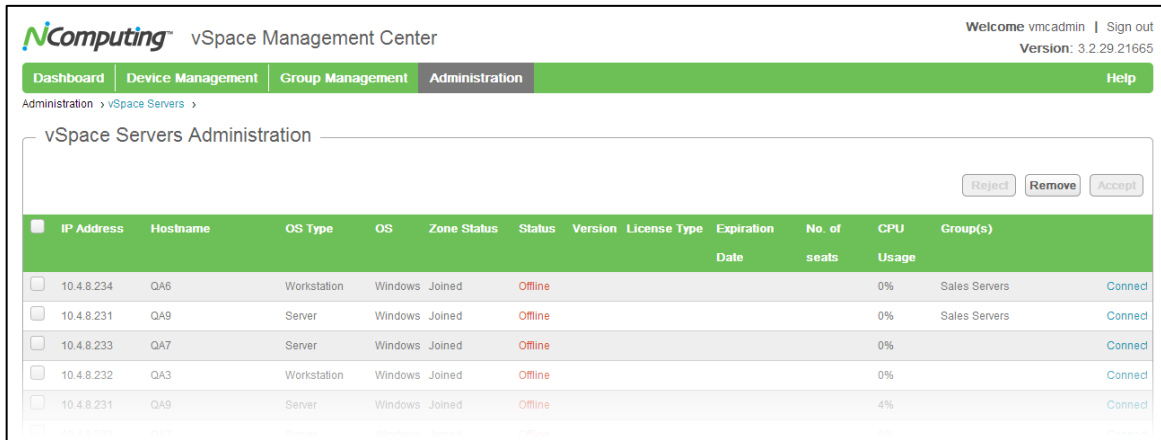 NComputing™ vSpace Management Center
Welcome vmcadmin | Sign out
Version: 3.2.29.21665
Dashboard Device Management Group Management Administration Help
Administration › vSpace Servers ›
vSpace Servers Administration
Reject Remove Accept
IP Address Hostname OS Type OS Zone Status Status Version License Type Expiration Date No. of seats CPU Usage Group(s)
10.4.8.234 QA6 Workstation Windows Joined Offline 0% Sales Servers Connect
10.4.8.231 QA9 Server Windows Joined Offline 0% Sales Servers Connect
10.4.8.233 QA7 Server Windows Joined Offline 0% Connect
10.4.8.232 QA3 Workstation Windows Joined Offline 0% Connect
10.4.8.231 QA9 Server Windows Joined Offline 4% Connect